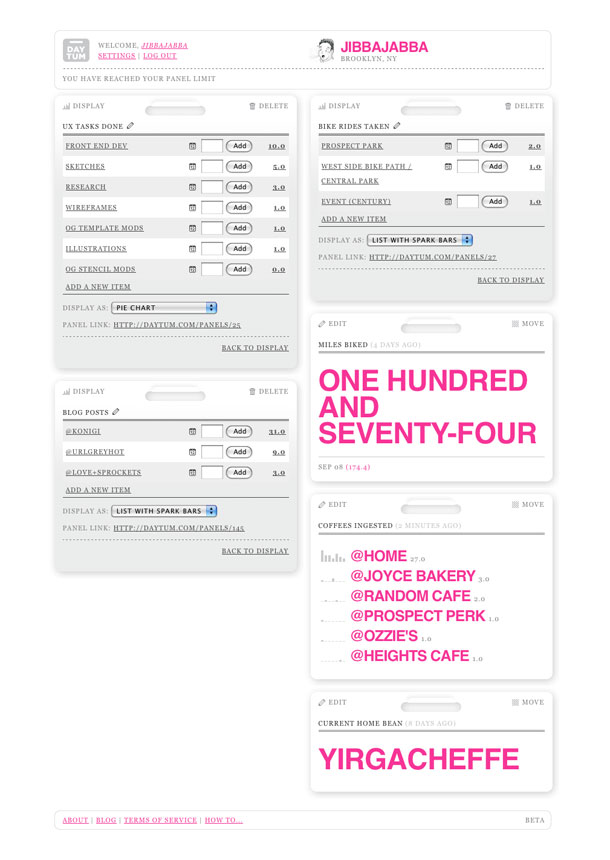 DAY
TUM
WELCOME, JIBBAJABBA
SETTINGS | LOG OUT
JIBBAJABBA
BROOKLYN, NY
YOU HAVE REACHED YOUR PANEL LIMIT
DISPLAY DELETE
UX TASKS DONE
FRONT END DEV Add 10.0
SKETCHES Add 5.0
RESEARCH Add 3.0
WIREFRAMES Add 1.0
OG TEMPLATE MODS Add 1.0
ILLUSTRATIONS Add 1.0
OG STENCIL MODS Add 0.0
ADD A NEW ITEM
DISPLAY AS: PIE CHART
PANEL LINK: HTTP://DAYTUM.COM/PANELS/25
BACK TO DISPLAY
DISPLAY DELETE
BLOG POSTS
@KONIGI Add 31.0
@URLGREYHOT Add 9.0
@LOVE+SPROCKETS Add 3.0
ADD A NEW ITEM
DISPLAY AS: LIST WITH SPARK BARS
PANEL LINK: HTTP://DAYTUM.COM/PANELS/145
BACK TO DISPLAY
DISPLAY DELETE
BIKE RIDES TAKEN
PROSPECT PARK Add 2.0
WEST SIDE BIKE PATH / Add 1.0
CENTRAL PARK
EVENT (CENTURY) Add 1.0
ADD A NEW ITEM
DISPLAY AS: LIST WITH SPARK BARS
PANEL LINK: HTTP://DAYTUM.COM/PANELS/27
BACK TO DISPLAY
EDIT MOVE
MILES BIKED (4 DAYS AGO)
ONE HUNDRED
AND
SEVENTY-FOUR
SEP 08 (174.4)
EDIT MOVE
COFFEES INGESTED (2 MINUTES AGO)
@HOME 27.0
@JOYCE BAKERY 3.0
@RANDOM CAFE 2.0
@PROSPECT PERK 1.0
@OZZIE'S 1.0
@HEIGHTS CAFE 1.0
EDIT MOVE
CURRENT HOME BEAN (8 DAYS AGO)
YIRGACHEFFE
ABOUT | BLOG | TERMS OF SERVICE | HOW TO... BETA